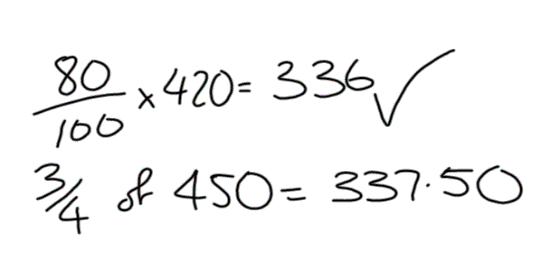 80/100 × 420 = 336 ✓
3/4 of 450 = 337·50